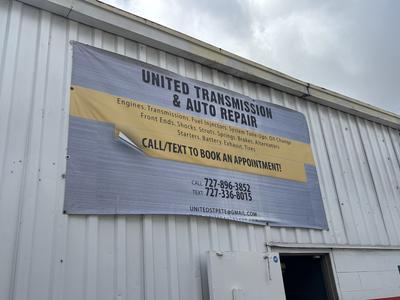 UNITED TRANSMISSION
& AUTO REPAIR
Engines, Transmissions, Fuel Injectors, System Tune-Ups, Oil Change
Front Ends, Shocks, Struts, Springs, Brakes, Alternators
Starters, Battery, Exhaust, Tires
CALL/TEXT TO BOOK AN APPOINTMENT!
CALL: 727-896-3852
TEXT: 727-336-8015
UNITEDSTPETE@GMAIL.COM